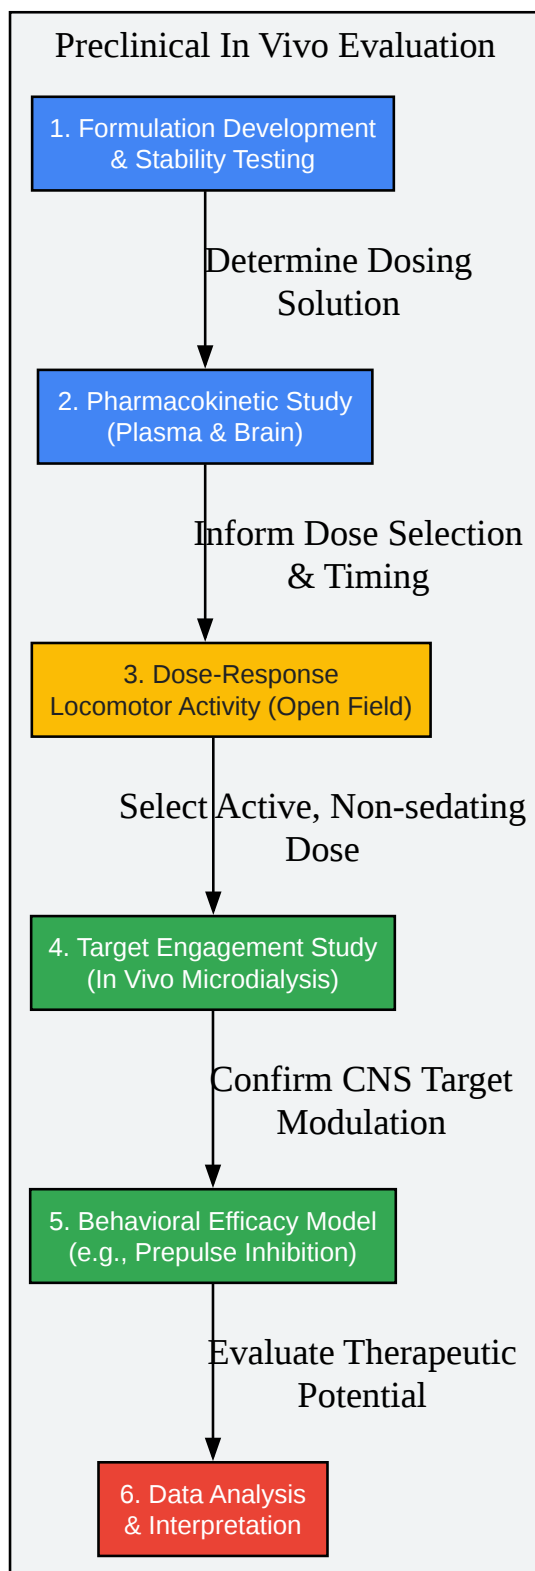 Preclinical In Vivo Evaluation
1. Formulation Development
& Stability Testing
Determine Dosing
Solution
2. Pharmacokinetic Study
(Plasma & Brain)
Inform Dose Selection
& Timing
3. Dose-Response
Locomotor Activity (Open Field)
Select Active, Non-sedating
Dose
4. Target Engagement Study
(In Vivo Microdialysis)
Confirm CNS Target
Modulation
5. Behavioral Efficacy Model
(e.g., Prepulse Inhibition)
Evaluate Therapeutic
Potential
6. Data Analysis
& Interpretation